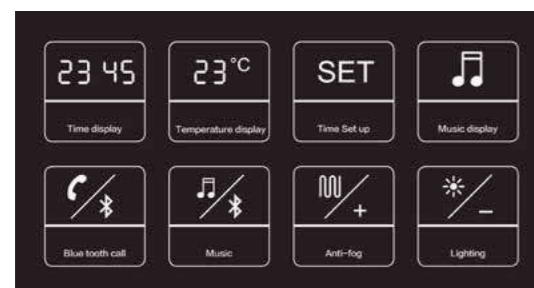 23 45
23°C
SET
Time display
Temperature display
Time Set up
Music display
+
−
Blue tooth call
Music
Anti-fog
Lighting